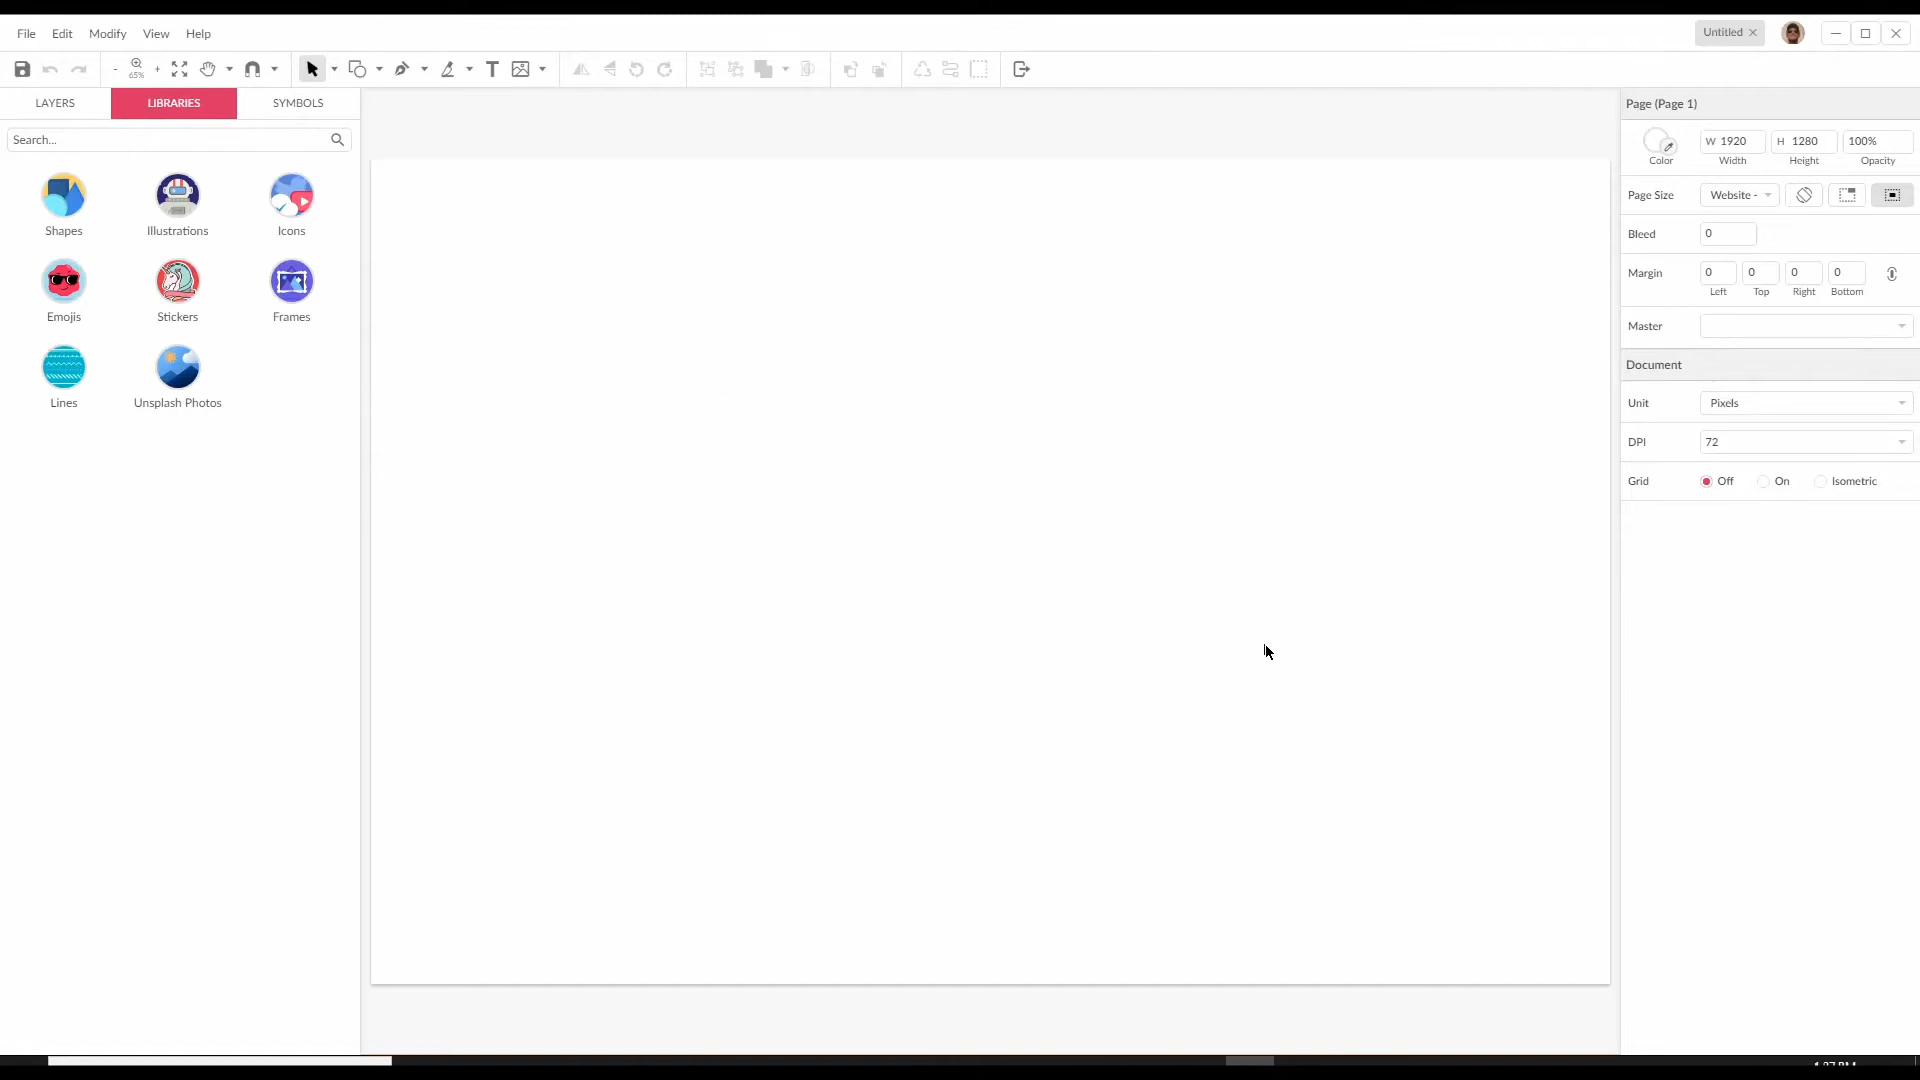 File Edit Modify View Help Untitled
65%
LAYERS LIBRARIES SYMBOLS
Search...
Shapes Illustrations Icons
Emojis Stickers Frames
Lines Unsplash Photos
Page (Page 1)
W 1920 H 1280 100%
Color Width Height Opacity
Page Size Website -
Bleed 0
Margin 0 0 0 0
Left Top Right Bottom
Master
Document
Unit Pixels
DPI 72
Grid Off On Isometric